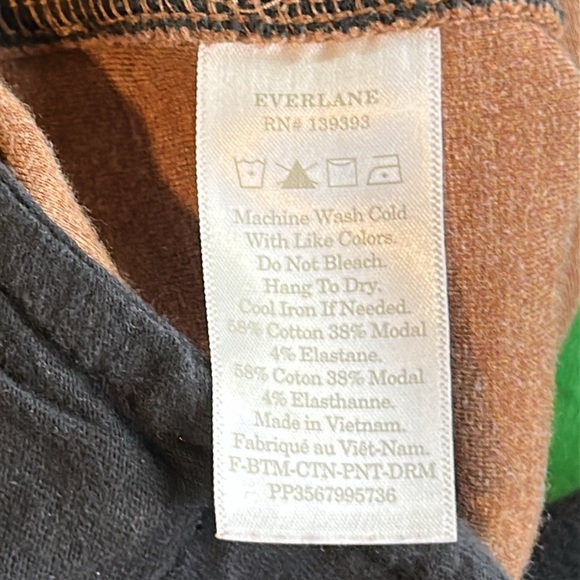 EVERLANE
RN# 139393
Machine Wash Cold
With Like Colors.
Do Not Bleach.
Hang To Dry.
Cool Iron If Needed.
58% Cotton 38% Modal
4% Elastane.
58% Coton 38% Modal
4% Elasthanne.
Made in Vietnam.
Fabriqué au Viêt-Nam.
F-BTM-CTN-PNT-DRM
PP3567995736